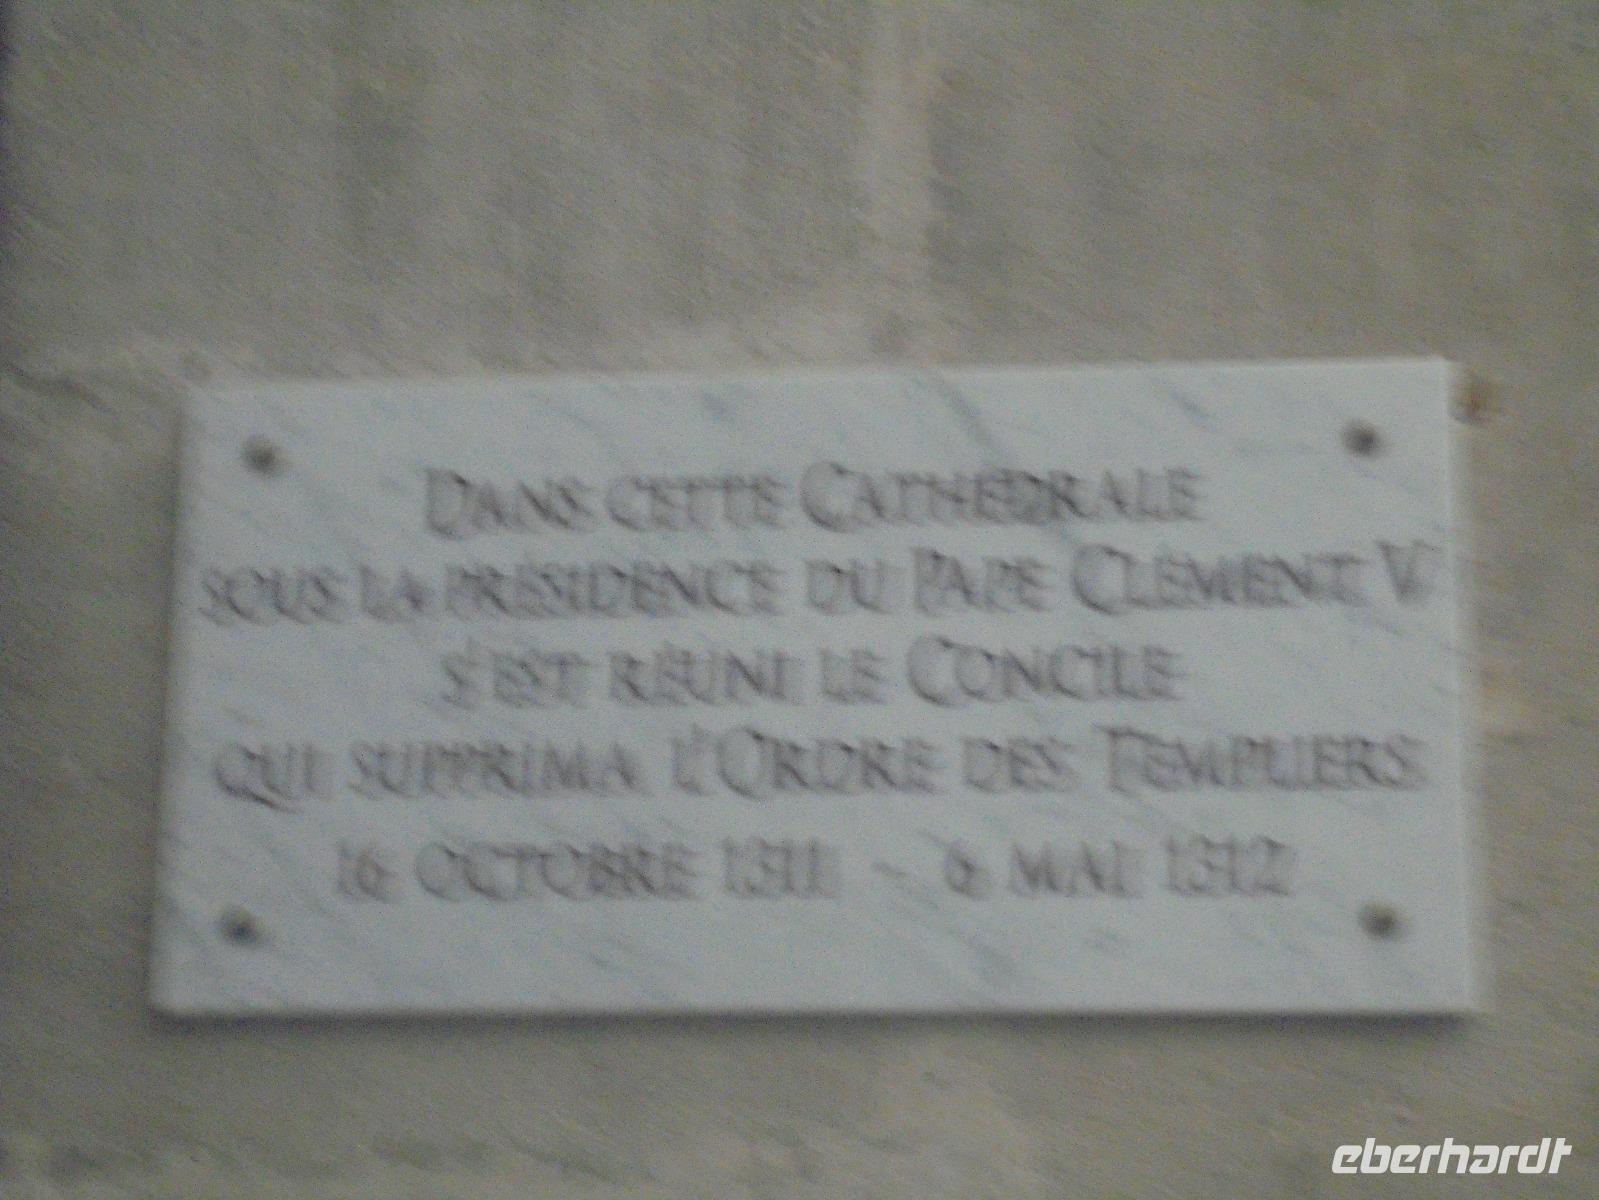 Dans cette Cathédrale
sous la présidence du Pape Clément V
s'est réuni le Concile
qui supprima l'Ordre des Templiers
16 octobre 1311 - 6 mai 1312
eberhardt